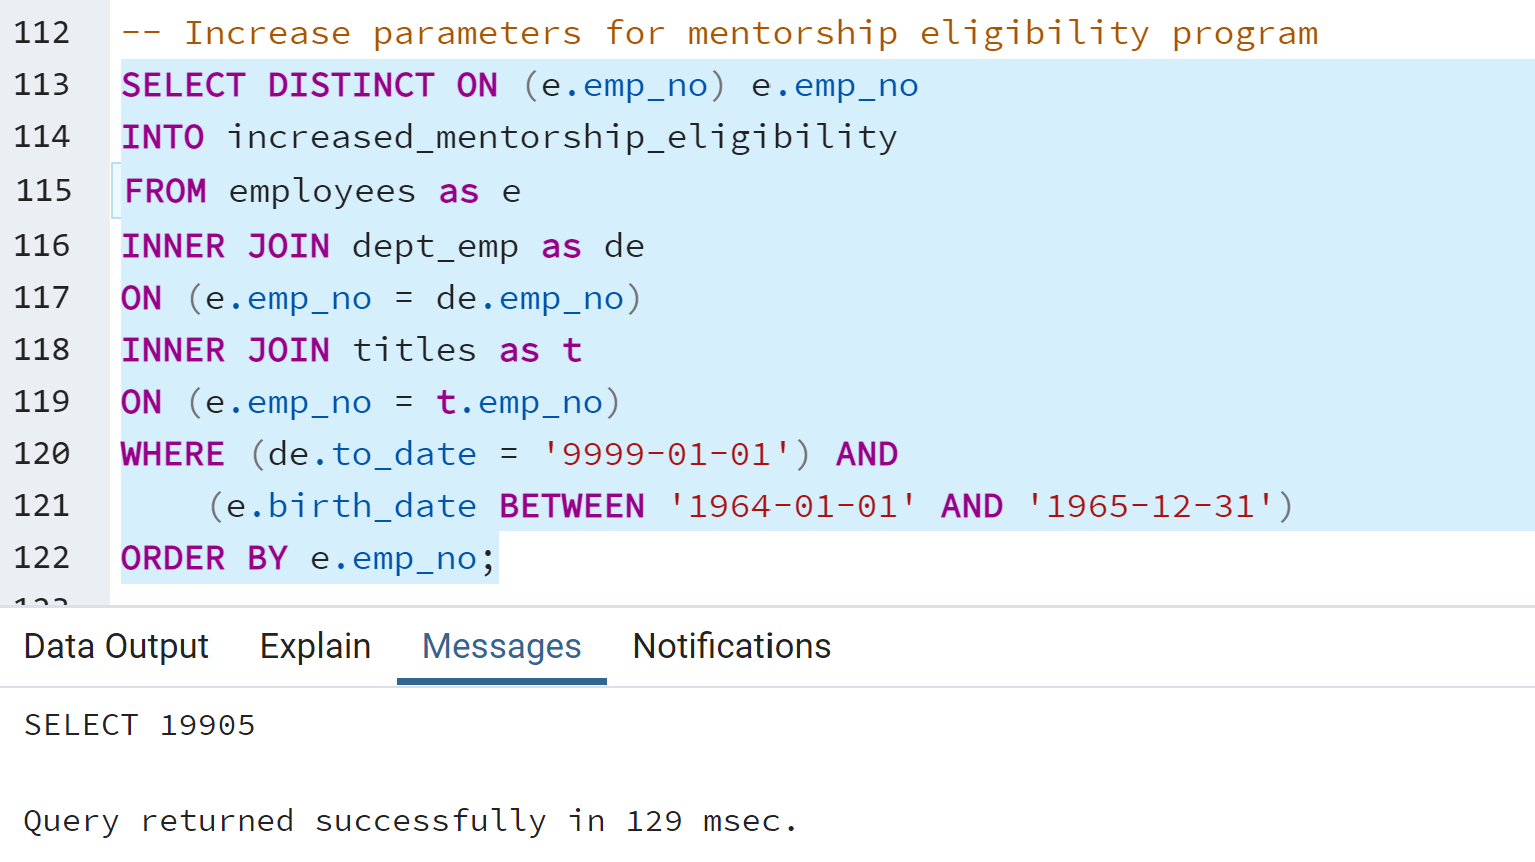 112 -- Increase parameters for mentorship eligibility program
113 SELECT DISTINCT ON (e.emp_no) e.emp_no
114 INTO increased_mentorship_eligibility
115 FROM employees as e
116 INNER JOIN dept_emp as de
117 ON (e.emp_no = de.emp_no)
118 INNER JOIN titles as t
119 ON (e.emp_no = t.emp_no)
120 WHERE (de.to_date = '9999-01-01') AND
121     (e.birth_date BETWEEN '1964-01-01' AND '1965-12-31')
122 ORDER BY e.emp_no;
123
Data Output Explain Messages Notifications
SELECT 19905
Query returned successfully in 129 msec.